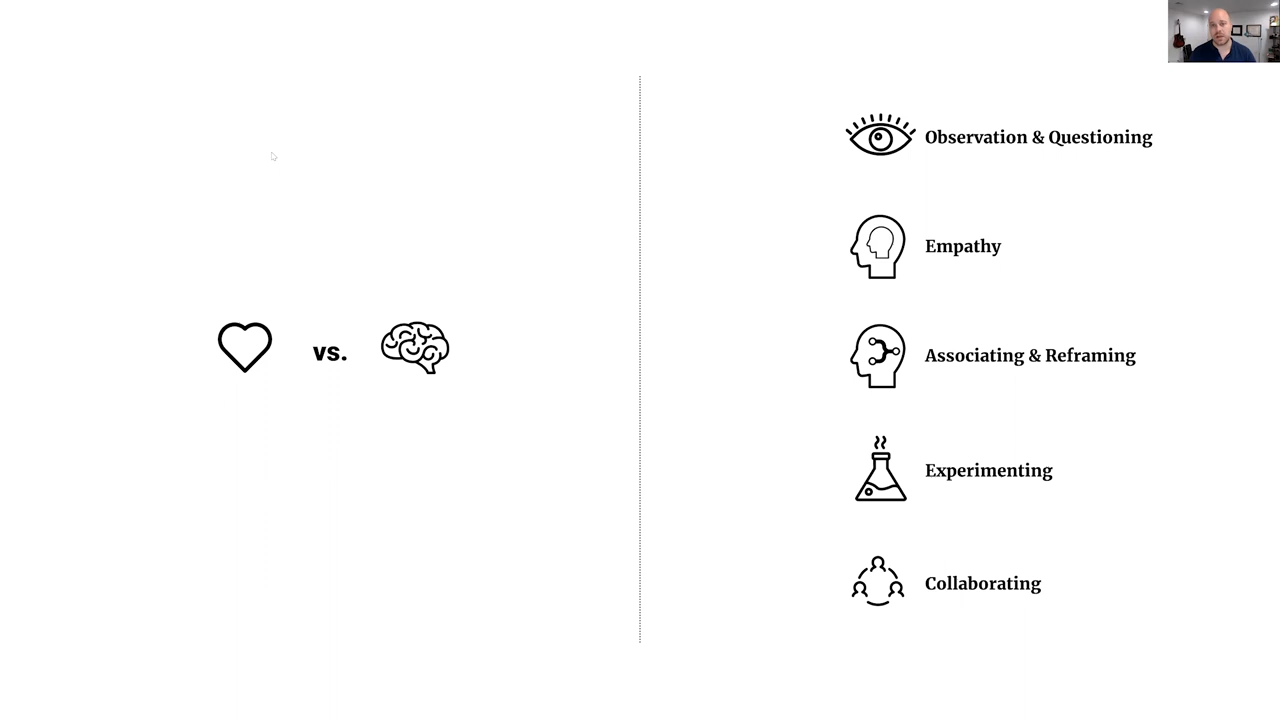 vs.
Observation & Questioning
Empathy
Associating & Reframing
Experimenting
Collaborating